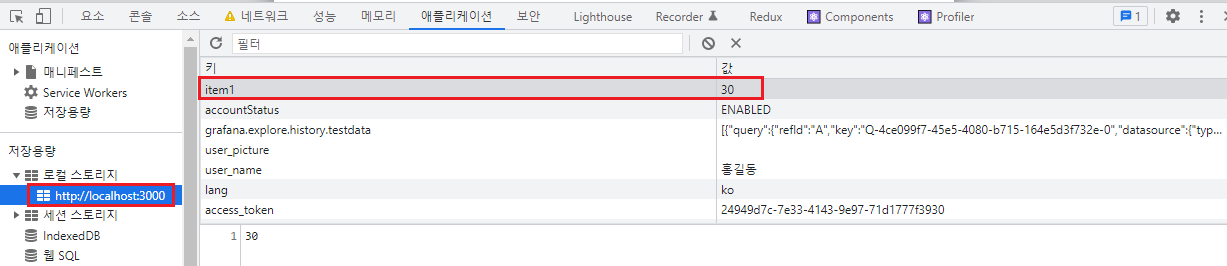 요소 콘솔 소스 네트워크 성능 메모리 애플리케이션 보안 Lighthouse Recorder Redux Components Profiler 1
애플리케이션
매니페스트
Service Workers
저장용량
저장용량
로컬 스토리지
http://localhost:3000
세션 스토리지
IndexedDB
웹 SQL
필터
키 값
item1 30
accountStatus ENABLED
grafana.explore.history.testdata [{"query":{"refId":"A","key":"Q-4ce099f7-45e5-4080-b715-164e5d3f732e-0","datasource":{"typ...
user_picture
user_name 홍길동
lang ko
access_token 24949d7c-7e33-4143-9e97-71d1777f3930
1 30